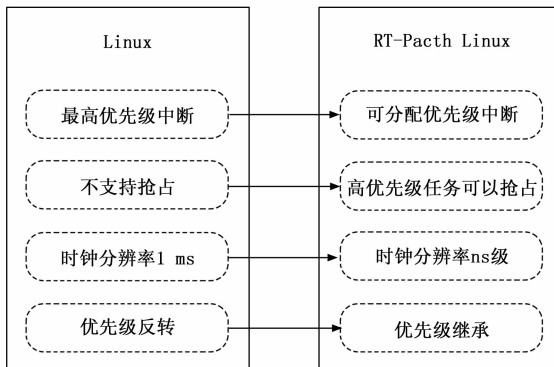 Linux
RT-Pacth Linux
最高优先级中断
可分配优先级中断
不支持抢占
高优先级任务可以抢占
时钟分辨率1 ms
时钟分辨率ns级
优先级反转
优先级继承